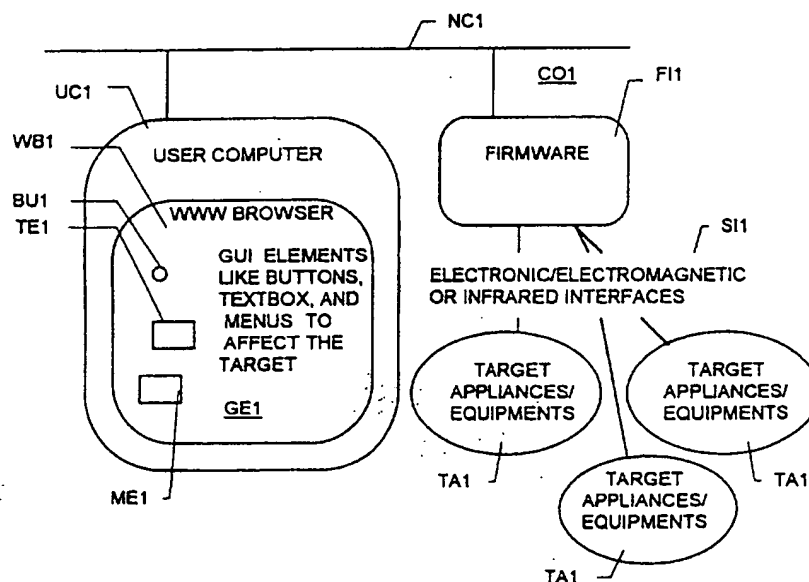 NC1
CO1
FI1
UC1
WB1
BU1
TE1
USER COMPUTER
WWW BROWSER
GUI ELEMENTS
LIKE BUTTONS,
TEXTBOX, AND
MENUS TO
AFFECT THE
TARGET
GE1
ME1
FIRMWARE
SI1
ELECTRONIC/ELECTROMAGNETIC
OR INFRARED INTERFACES
TARGET
APPLIANCES/
EQUIPMENTS
TA1
TARGET
APPLIANCES/
EQUIPMENTS
TA1
TARGET
APPLIANCES/
EQUIPMENTS
TA1